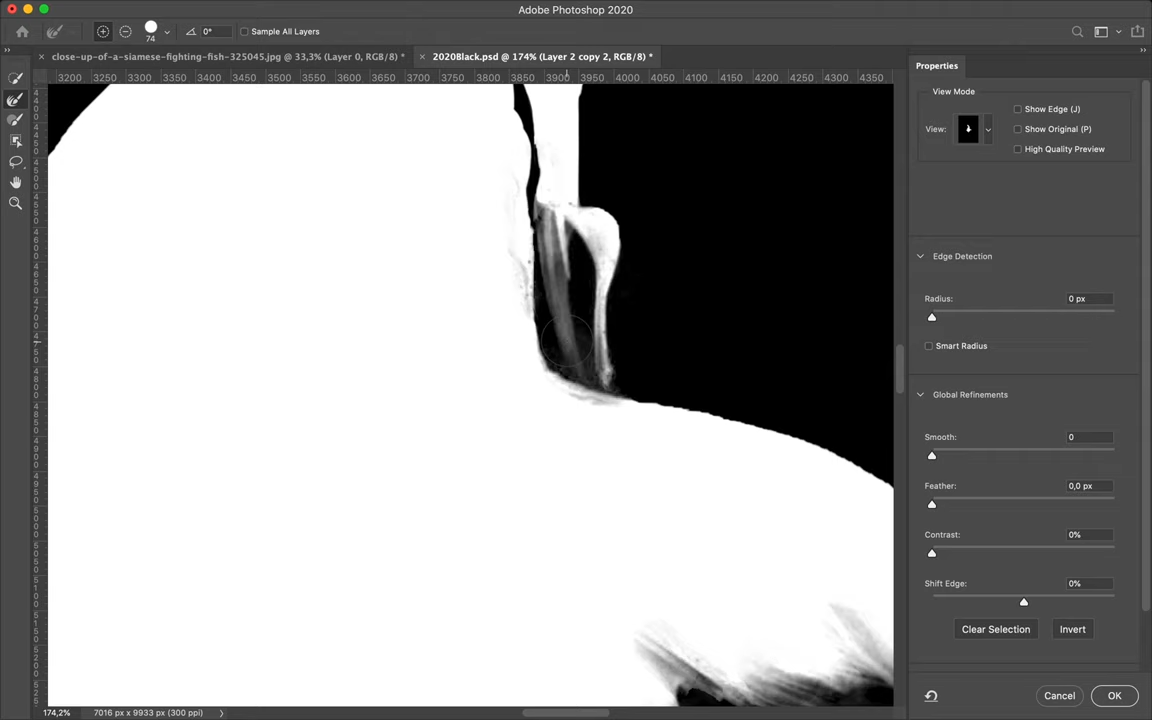 Adobe Photoshop 2020
74
0°
Sample All Layers
close-up-of-a-siamese-fighting-fish-325045.jpg @ 33,3% (Layer 0, RGB/8) *
2020Black.psd @ 174% (Layer 2 copy 2, RGB/8) *
3200 3250 3300 3350 3400 3450 3500 3550 3600 3650 3700 3750 3800 3850 3900 3950 4000 4050 4100 4150 4200 4250 4300 4350
Properties
View Mode
View:
Show Edge (J)
Show Original (P)
High Quality Preview
Edge Detection
Radius: 0 px
Smart Radius
Global Refinements
Smooth: 0
Feather: 0,0 px
Contrast: 0%
Shift Edge: 0%
Clear Selection Invert
Cancel OK
174,2% 7016 px x 9933 px (300 ppi)